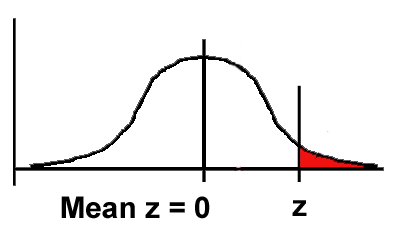 Mean z = 0 z